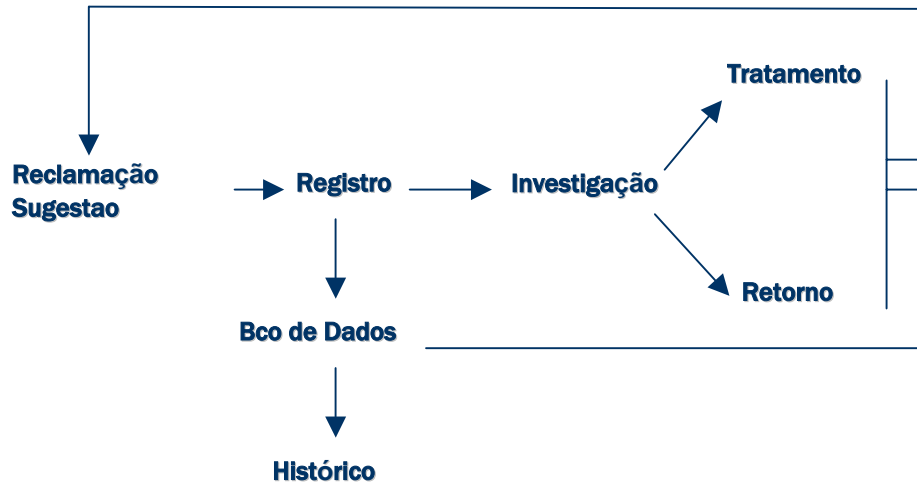 Tratamento
Reclamação
Sugestao
Registro
Investigação
Retorno
Bco de Dados
Histórico